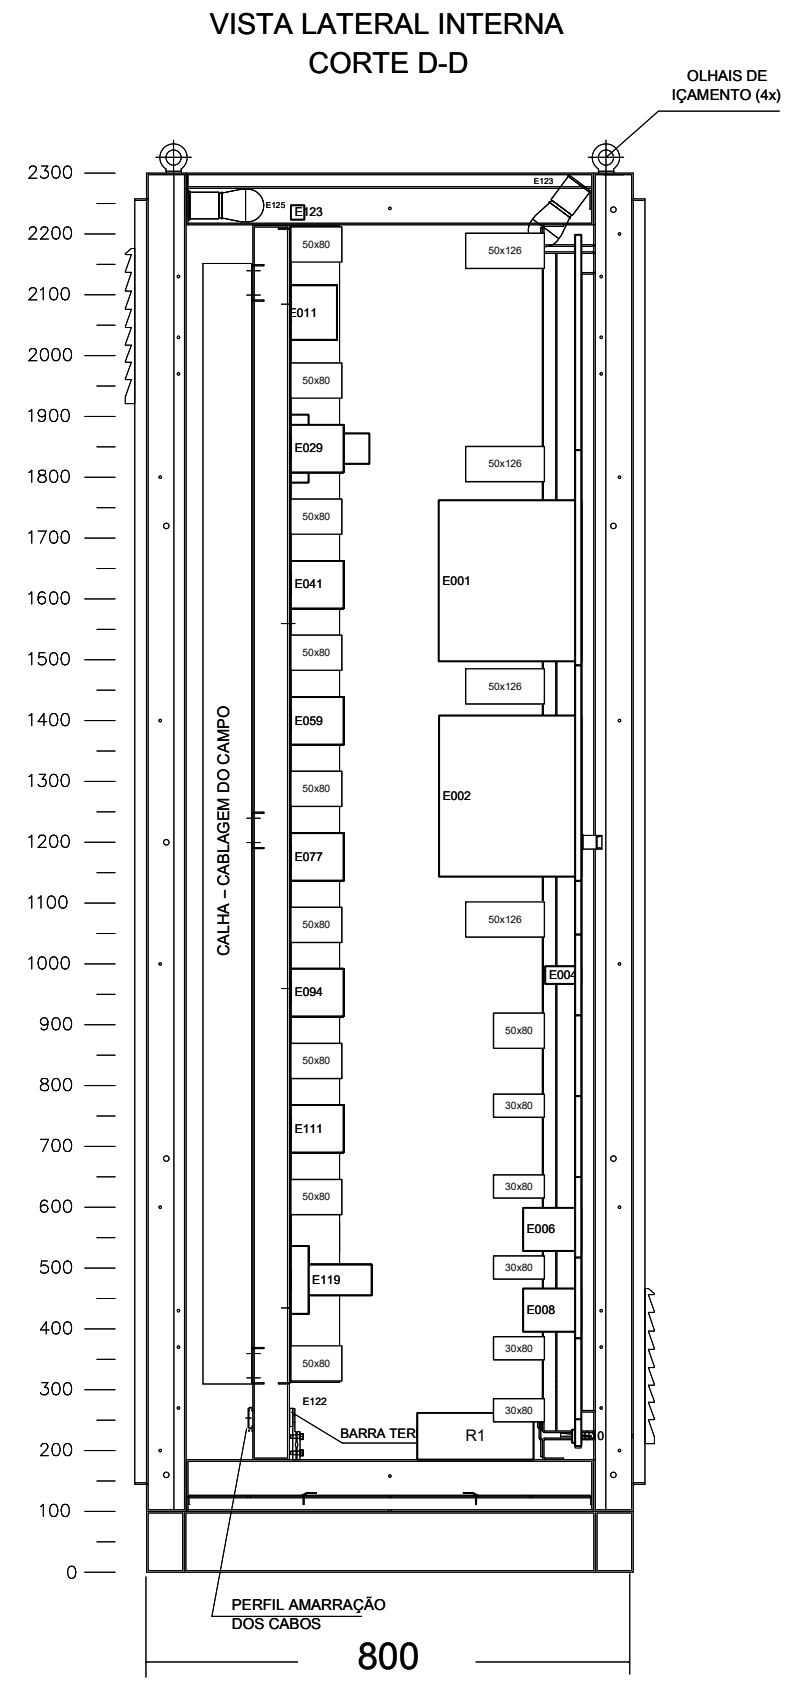 VISTA LATERAL INTERNA
CORTE D-D
OLHAIS DE
IÇAMENTO (4x)
2300
2200
2100
2000
1900
1800
1700
1600
1500
1400
1300
1200
1100
1000
900
800
700
600
500
400
300
200
100
0
E125
E123
E123
50x80
E011
50x80
E029
50x80
E041
50x80
E059
50x80
E077
50x80
E094
50x80
E111
50x80
E119
50x80
E122
CALHA – CABLAGEM DO CAMPO
50x126
50x126
E001
50x126
E002
50x126
E004
50x80
30x80
30x80
E006
30x80
E008
30x80
30x80
BARRA TER
R1
0
PERFIL AMARRAÇÃO
DOS CABOS
800